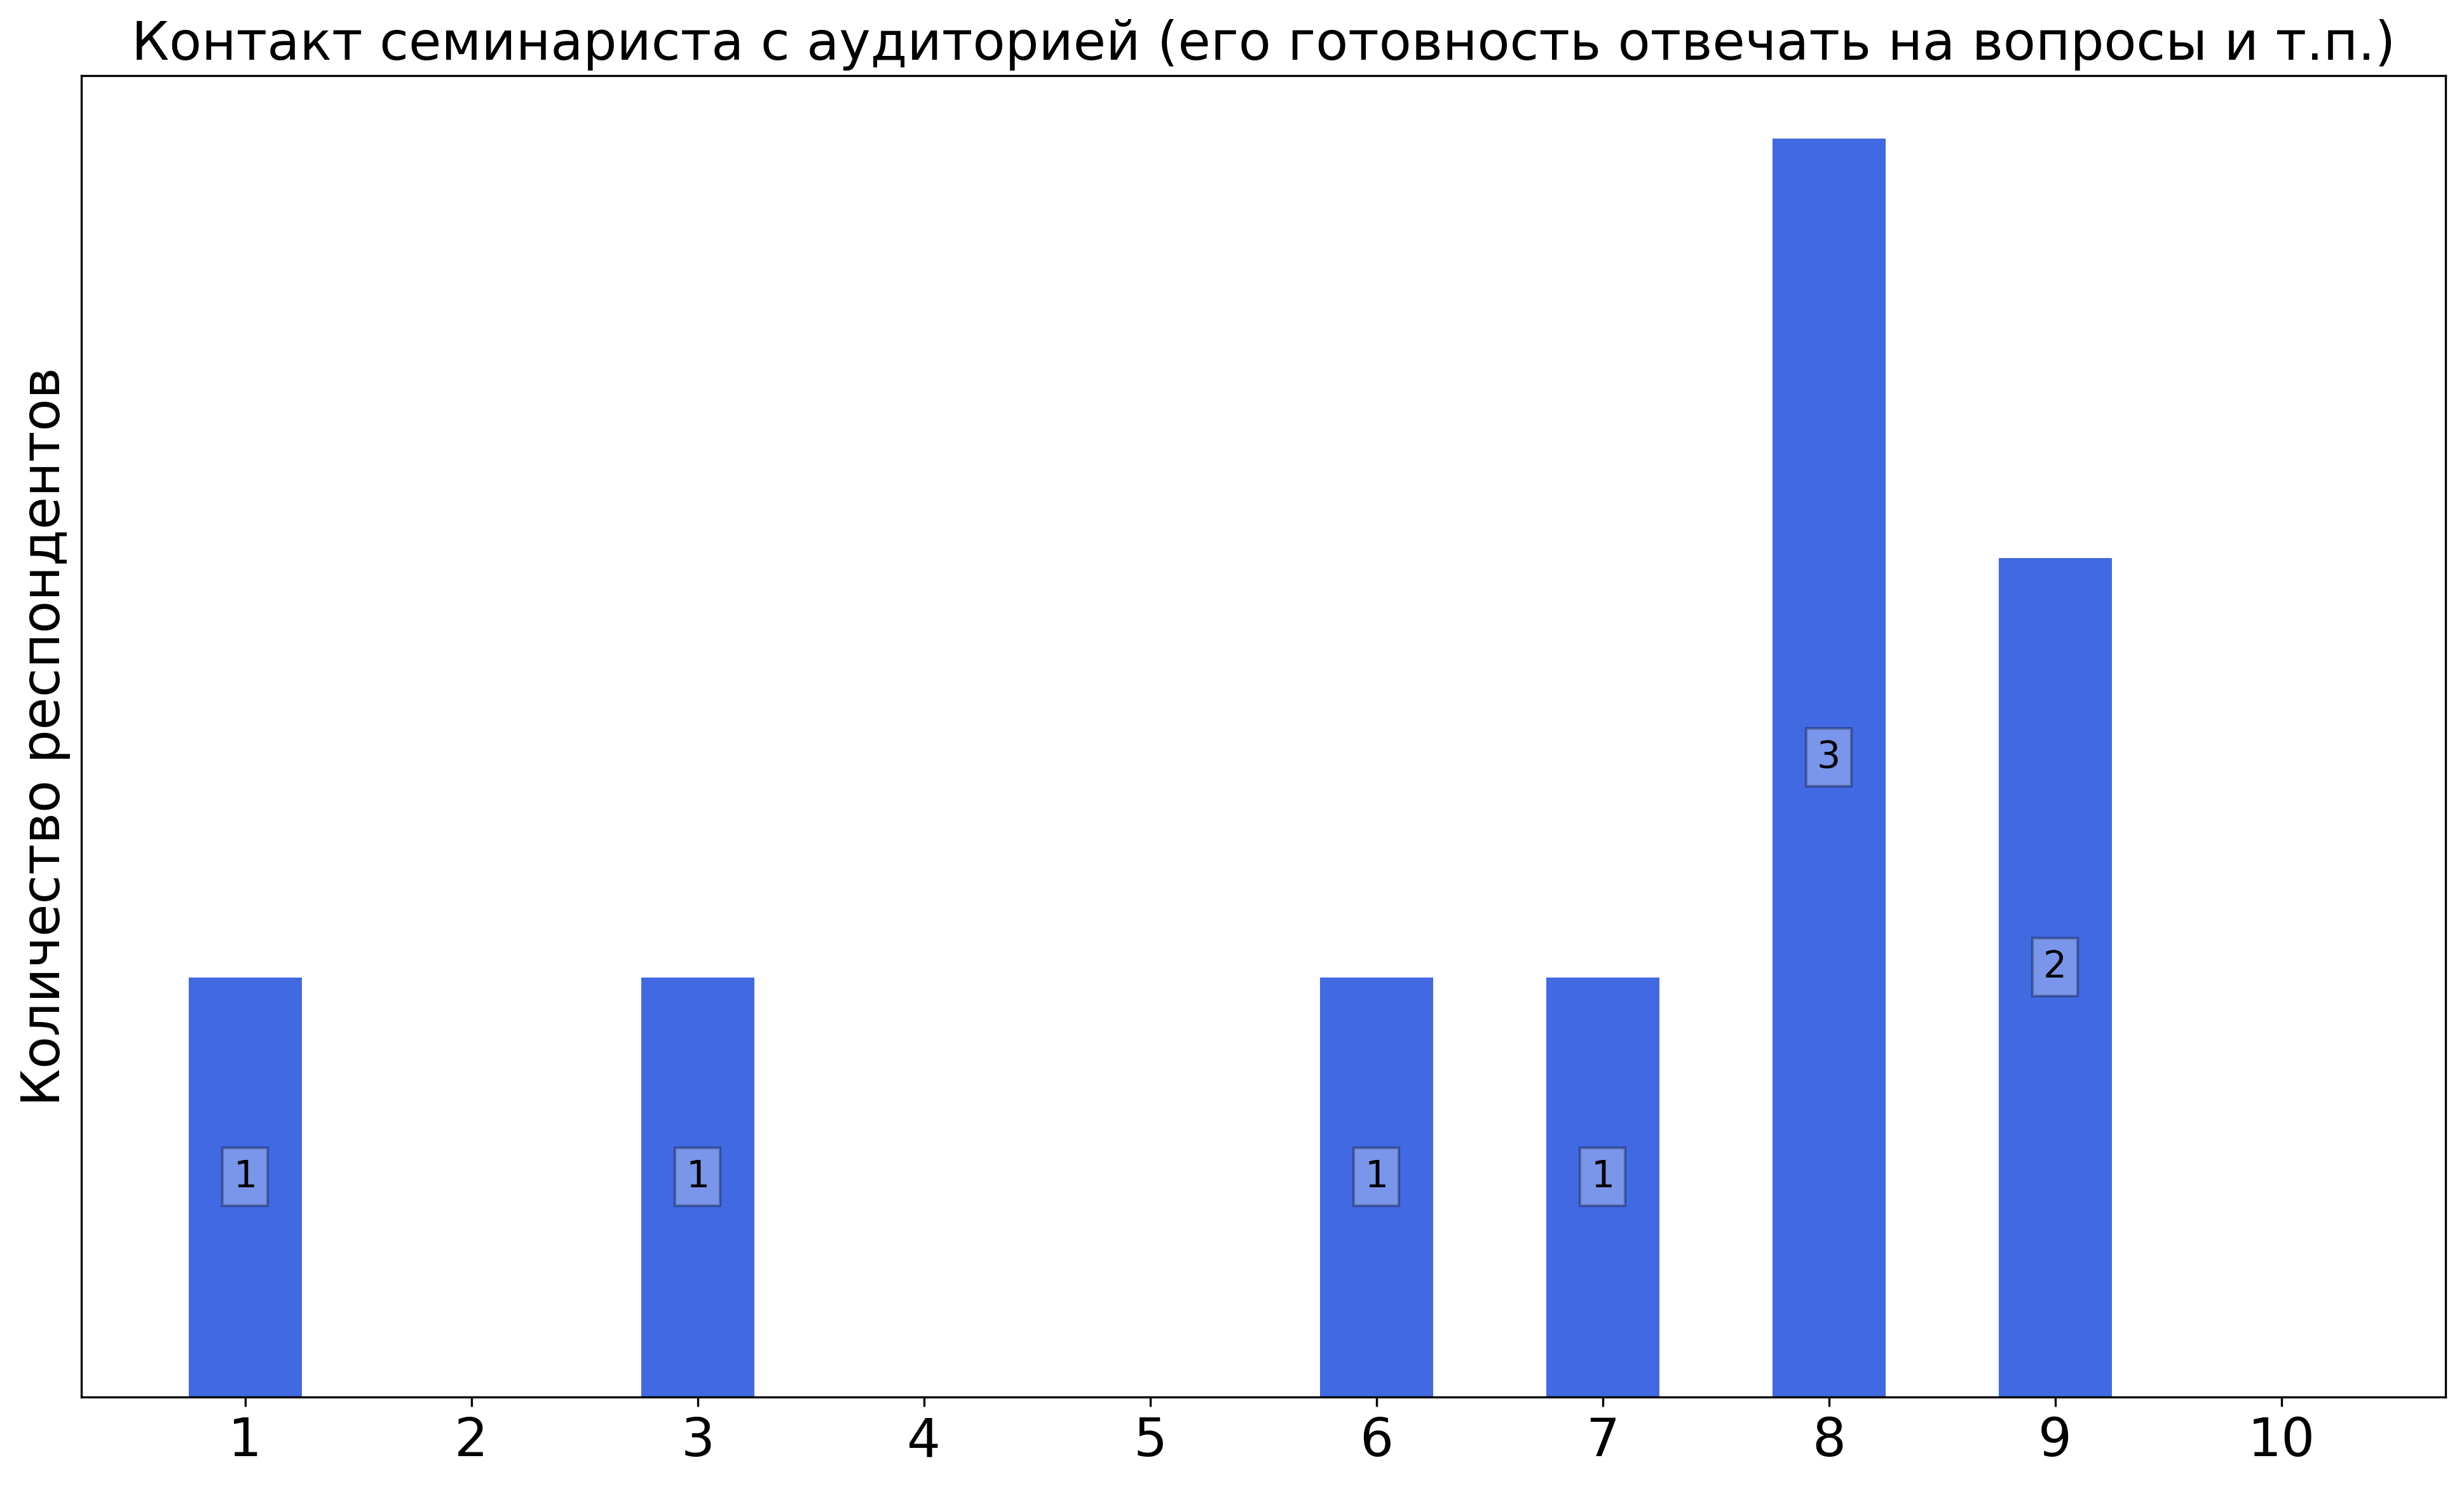 Контакт семинариста с аудиторией (его готовность отвечать на вопросы и т.п.)
Количество респондентов
3
2
1
1
1
1
1 2 3 4 5 6 7 8 9 10